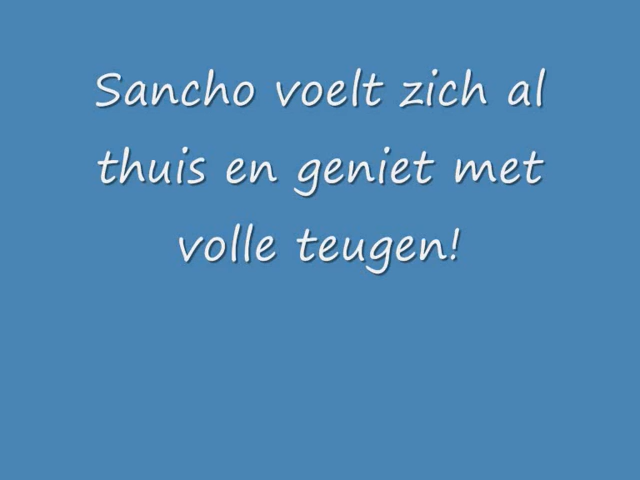 Sancho voelt zich al
thuis en geniet met
volle teugen!